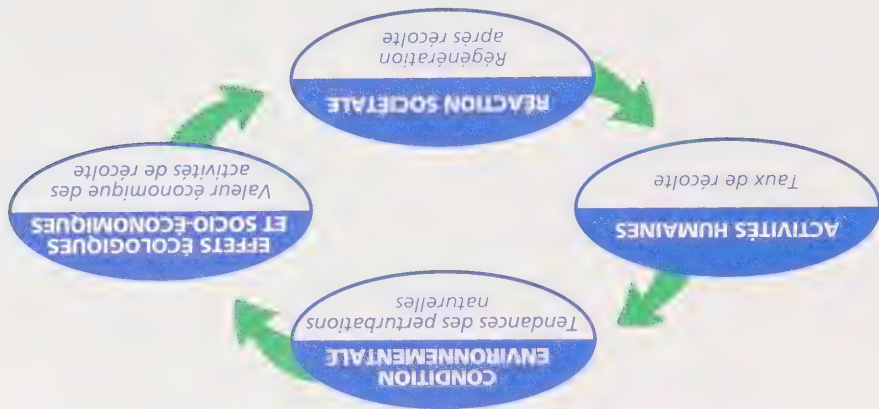 CONDITION
ENVIRONNEMENTALE
Tendances des perturbations
naturelles
ACTIVITÉS HUMAINES
Taux de récolte
EFFETS ÉCOLOGIQUES
ET SOCIO-ÉCONOMIQUES
Valeur économique des
activités de récolte
RÉACTION SOCIÉTALE
Régénération
après récolte